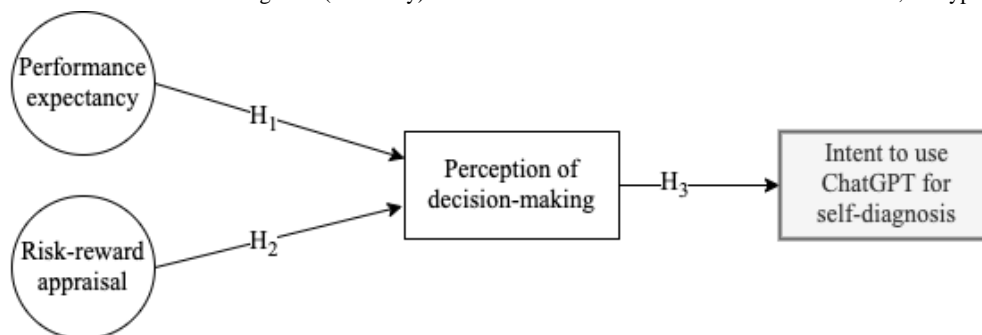 Performance
expectancy
H1
Perception of
decision-making
H3
Intent to use
ChatGPT for
self-diagnosis
H2
Risk-reward
appraisal